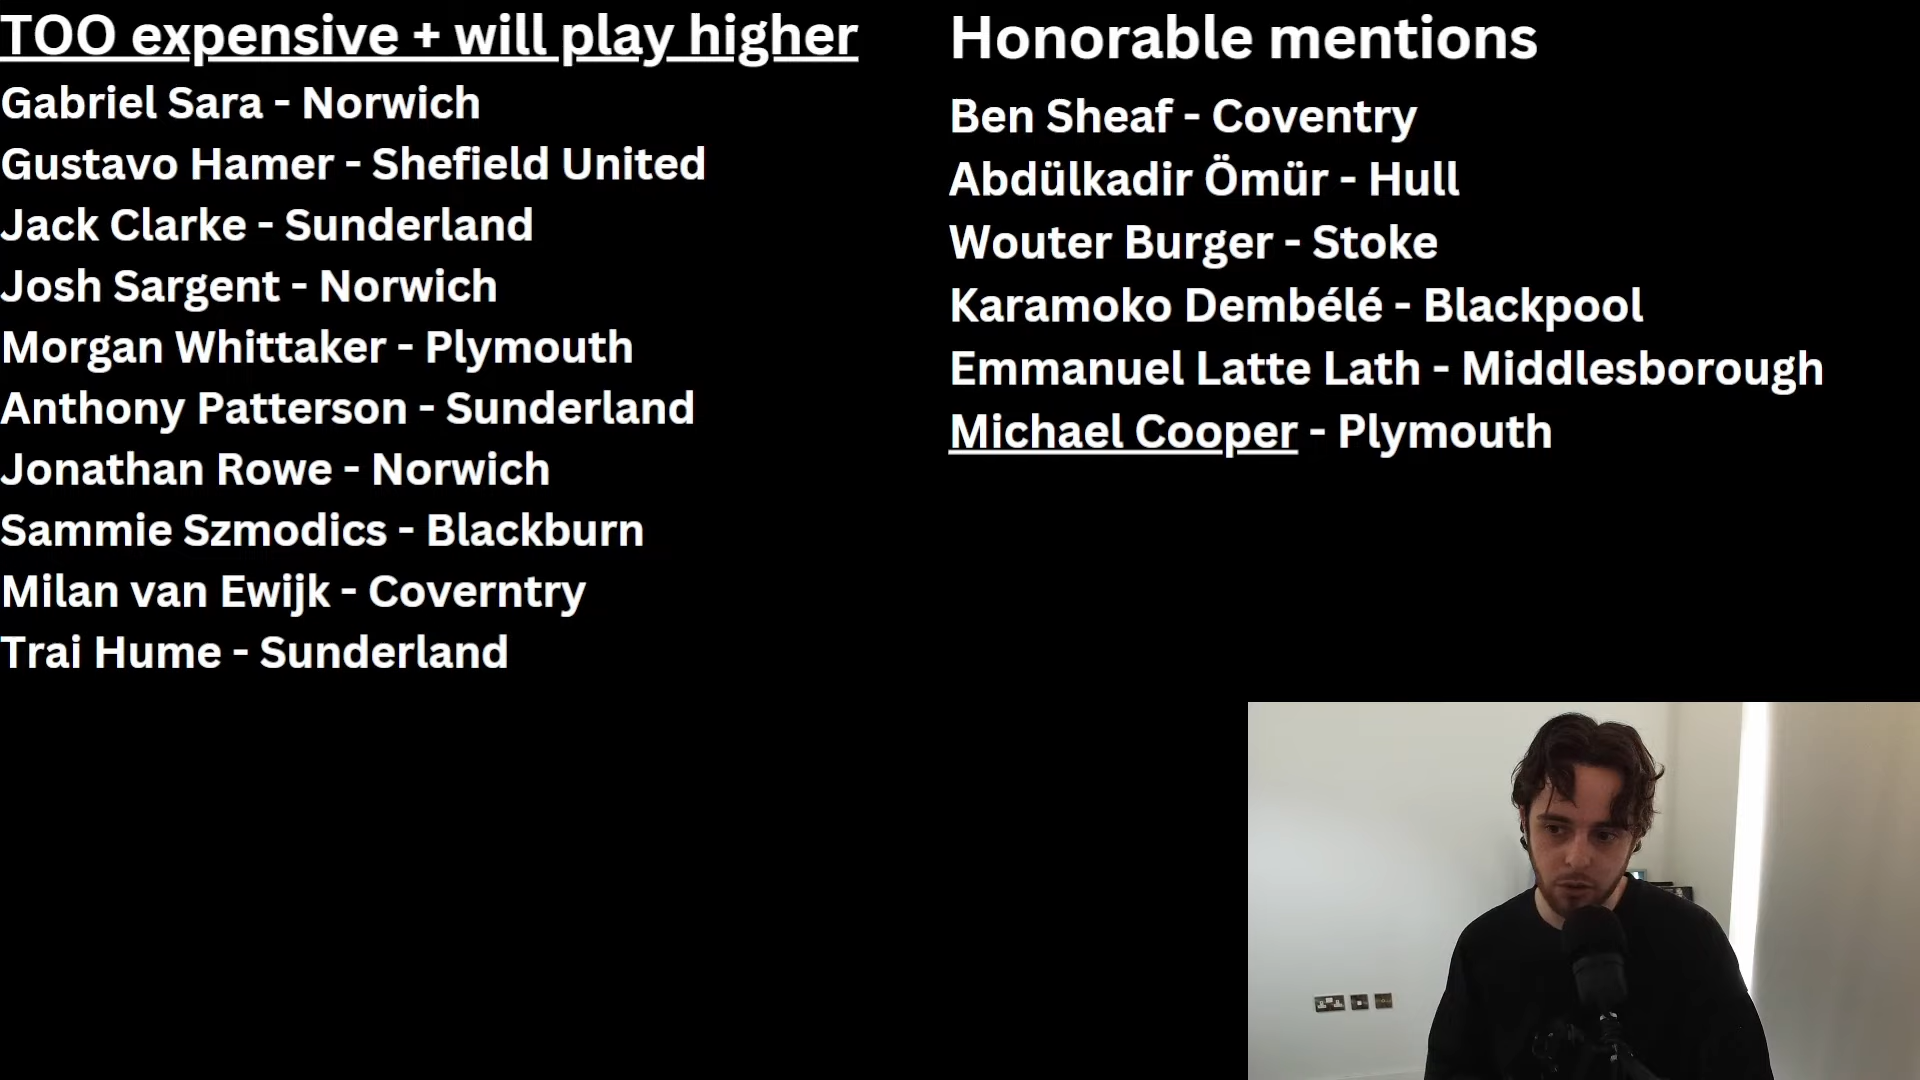 TOO expensive + will play higher
Gabriel Sara - Norwich
Gustavo Hamer - Shefield United
Jack Clarke - Sunderland
Josh Sargent - Norwich
Morgan Whittaker - Plymouth
Anthony Patterson - Sunderland
Jonathan Rowe - Norwich
Sammie Szmodics - Blackburn
Milan van Ewijk - Coverntry
Trai Hume - Sunderland
Honorable mentions
Ben Sheaf - Coventry
Abdülkadir Ömür - Hull
Wouter Burger - Stoke
Karamoko Dembélé - Blackpool
Emmanuel Latte Lath - Middlesborough
Michael Cooper - Plymouth